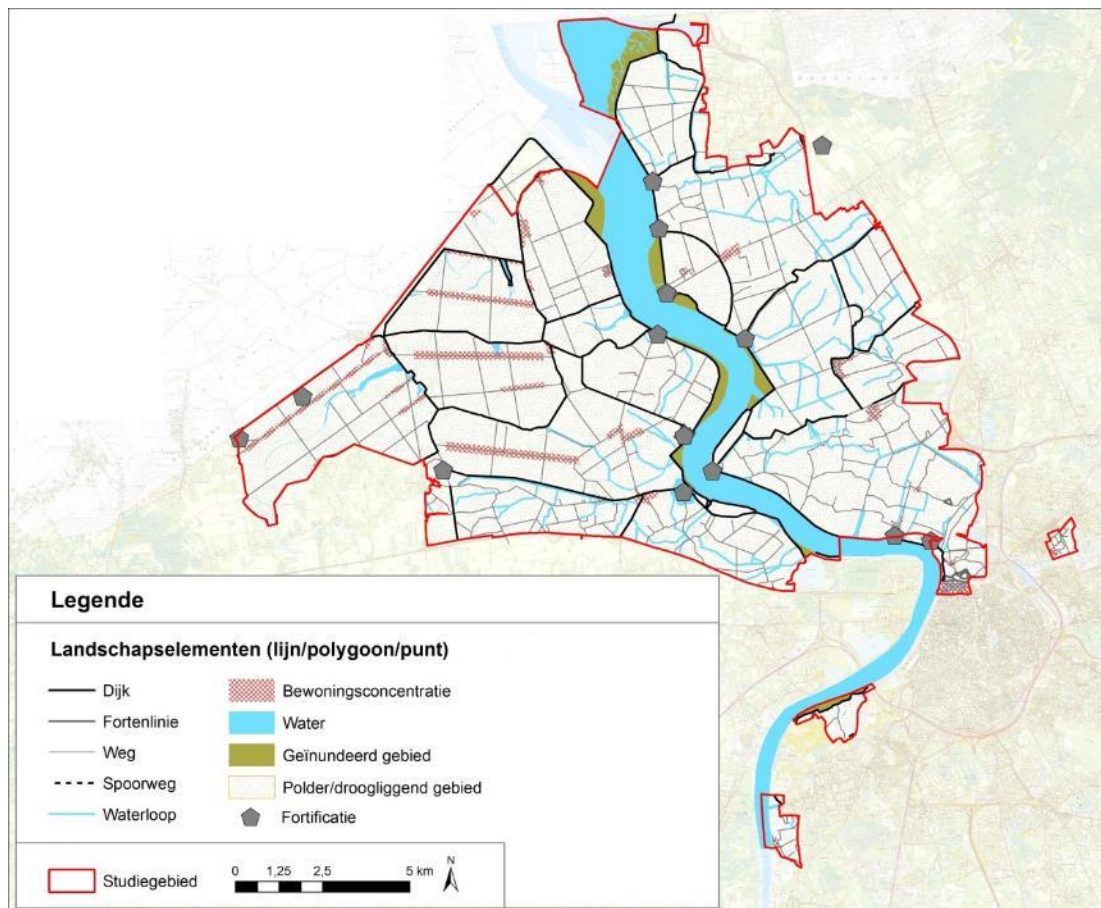 Legende
Landschapselementen (lijn/polygoon/punt)
Dijk
Fortenlinie
Weg
Spoorweg
Waterloop
Bewoningsconcentratie
Water
Geïnundeerd gebied
Polder/droogliggend gebied
Fortificatie
Studiegebied
0 1,25 2,5 5 km
N